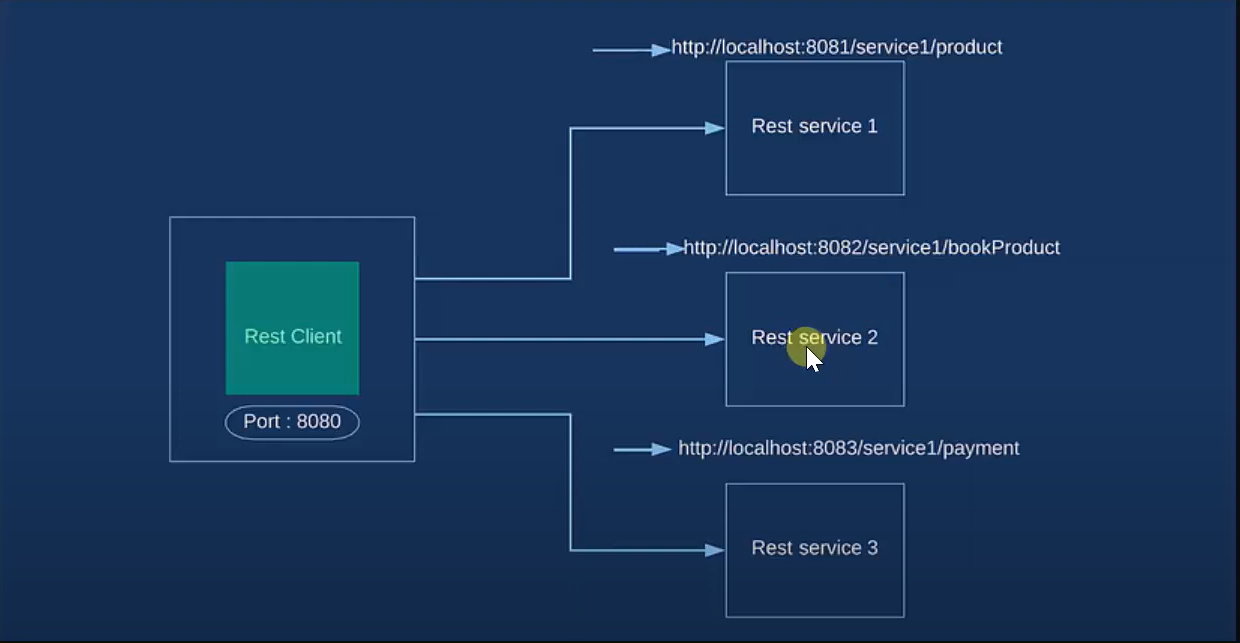 http://localhost:8081/service1/product
Rest service 1
http://localhost:8082/service1/bookProduct
Rest Client
Rest service 2
Port : 8080
http://localhost:8083/service1/payment
Rest service 3